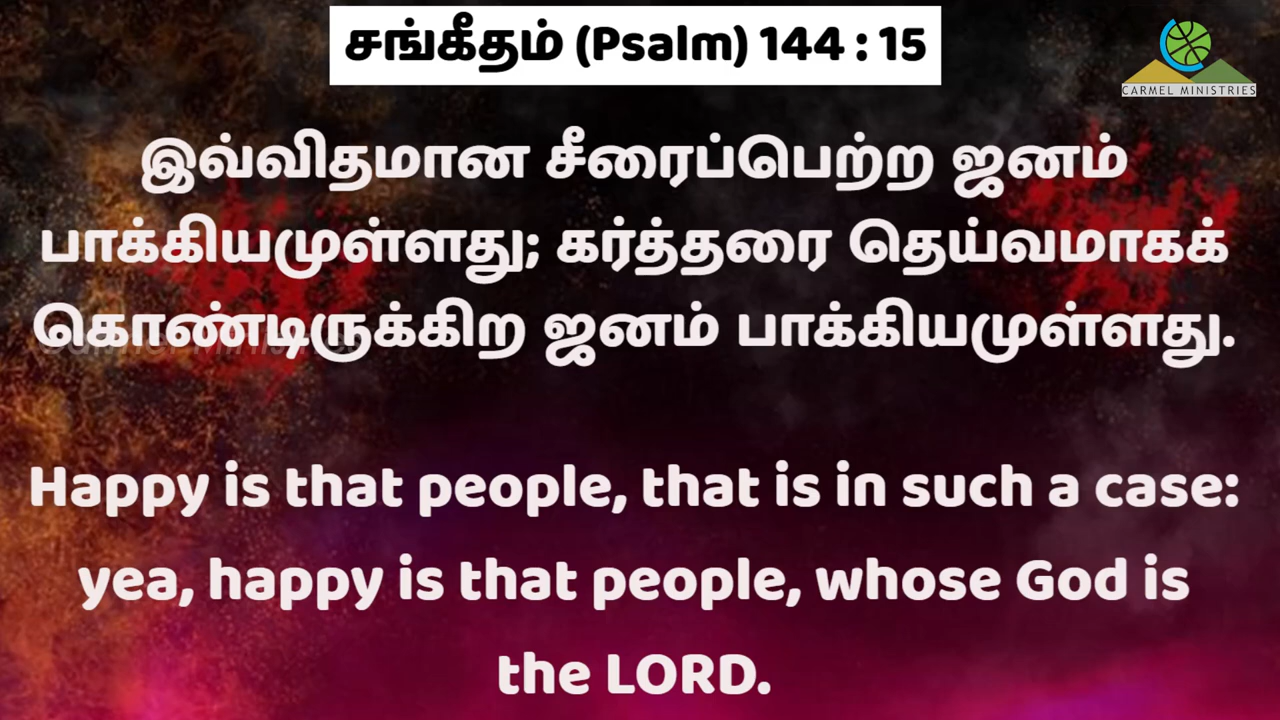 சங்கீதம் (Psalm) 144 : 15
CARMEL MINISTRIES
இவ்விதமான சீரைப்பெற்ற ஜனம்
பாக்கியமுள்ளது; கர்த்தரை தெய்வமாகக்
கொண்டிருக்கிற ஜனம் பாக்கியமுள்ளது.
Happy is that people, that is in such a case:
yea, happy is that people, whose God is
the LORD.